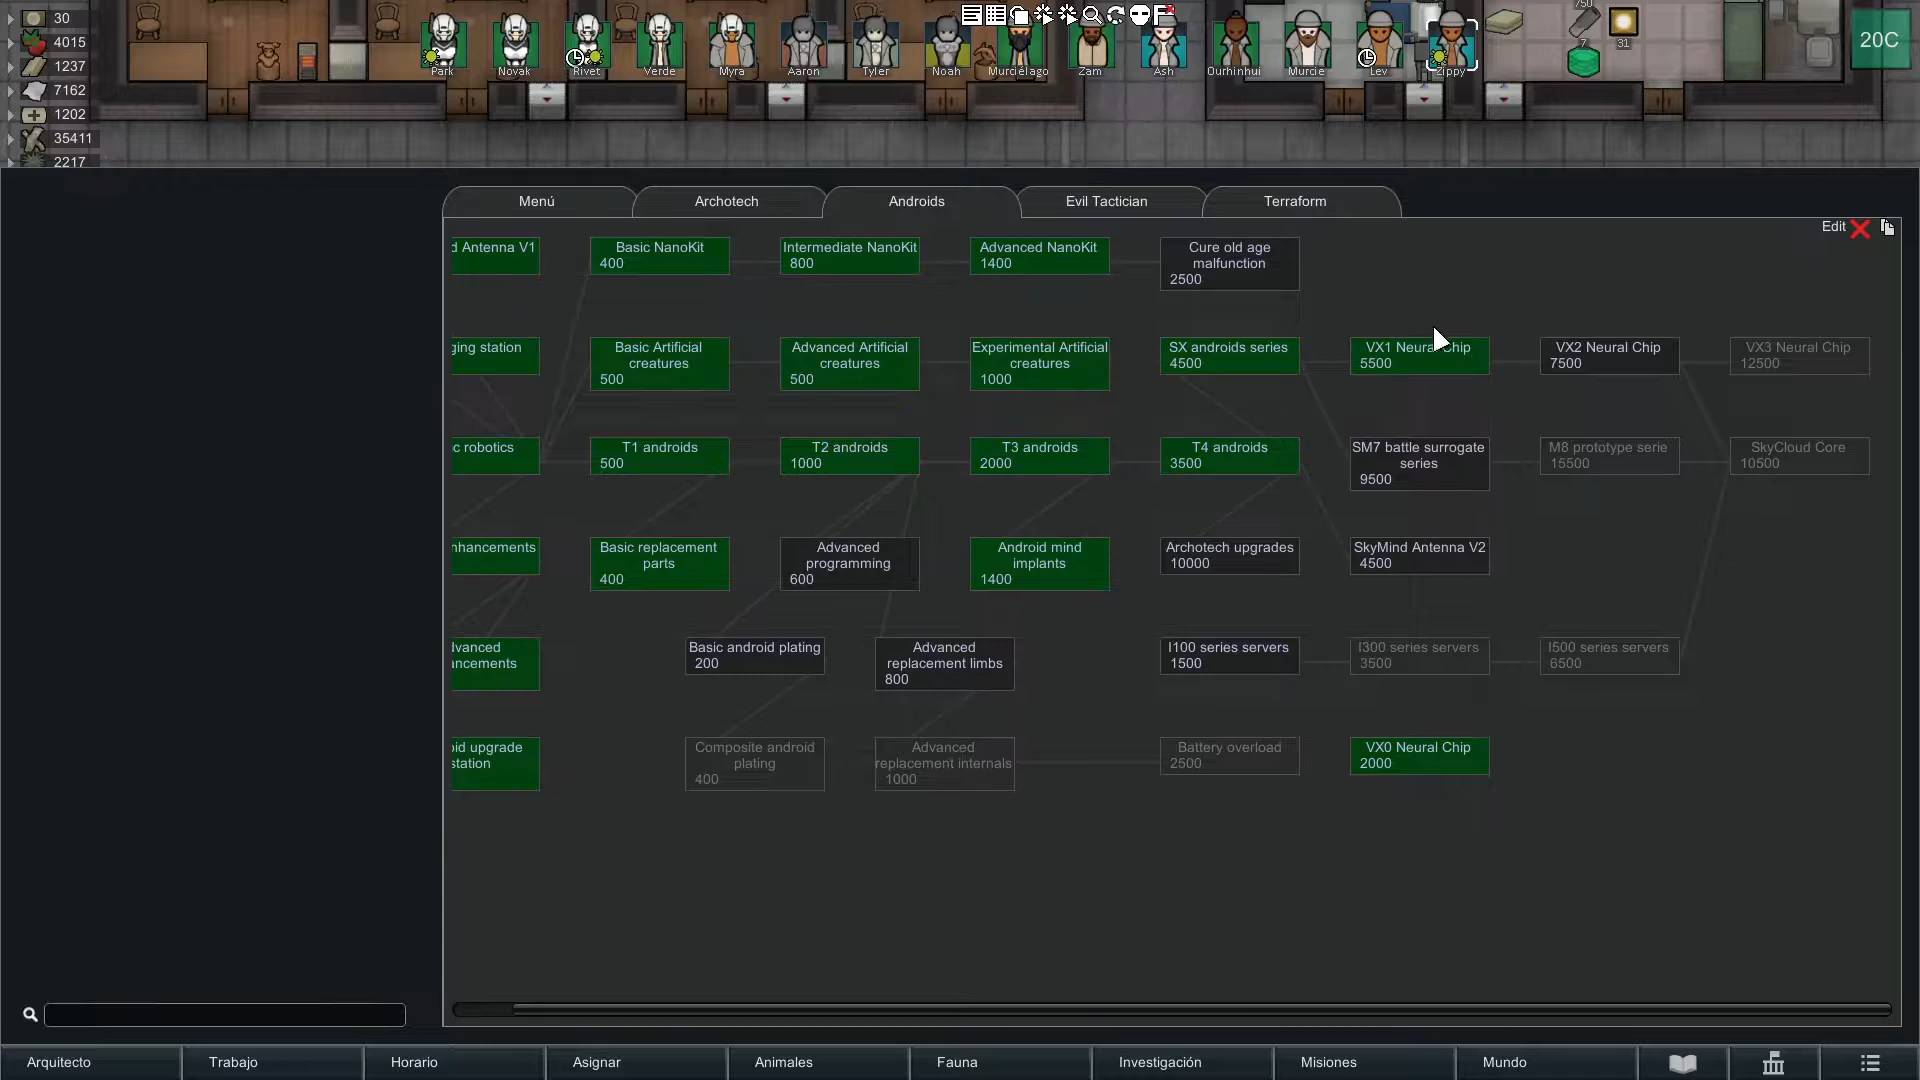 30
4015
1237
7162
1202
35411
2217
Park
Novak
Rivet
Verde
Myra
Aaron
Tyler
Noah
Murciélago
Zam
Ash
Ourhinhui
Murcie
Lev
Zippy
750
7
31
20C
Menú
Archotech
Androids
Evil Tactician
Terraform
Edit
d Antenna V1
Basic NanoKit
400
Intermediate NanoKit
800
Advanced NanoKit
1400
Cure old age
malfunction
2500
ging station
Basic Artificial
creatures
500
Advanced Artificial
creatures
500
Experimental Artificial
creatures
1000
SX androids series
4500
VX1 Neural Chip
5500
VX2 Neural Chip
7500
VX3 Neural Chip
12500
c robotics
T1 androids
500
T2 androids
1000
T3 androids
2000
T4 androids
3500
SM7 battle surrogate
series
9500
M8 prototype serie
15500
SkyCloud Core
10500
nhancements
Basic replacement
parts
400
Advanced
programming
600
Android mind
implants
1400
Archotech upgrades
10000
SkyMind Antenna V2
4500
dvanced
ancements
Basic android plating
200
Advanced
replacement limbs
800
I100 series servers
1500
I300 series servers
3500
I500 series servers
6500
oid upgrade
station
Composite android
plating
400
Advanced
replacement internals
1000
Battery overload
2500
VX0 Neural Chip
2000
Arquitecto
Trabajo
Horario
Asignar
Animales
Fauna
Investigación
Misiones
Mundo